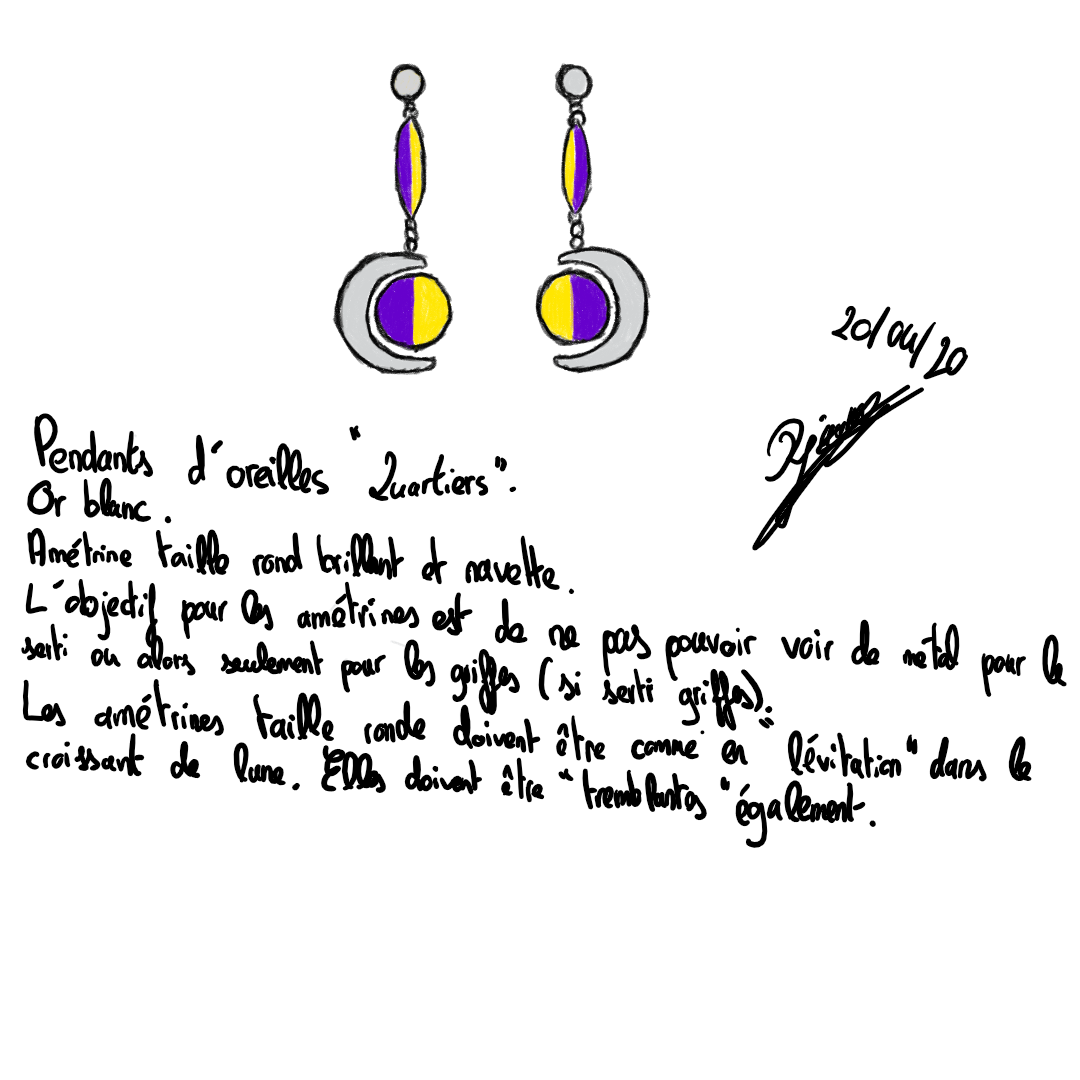 20/04/20
Pendants d'oreilles "Quartiers".
Or blanc.
Amétrine taille rond brillant et navette.
L'objectif pour les amétrines est de ne pas pouvoir voir de métal pour le
serti ou alors seulement pour les griffes (si serti griffes).
Les amétrines taille ronde doivent être comme en "lévitation" dans le
croissant de lune. Elles doivent être "tremblantes" également.